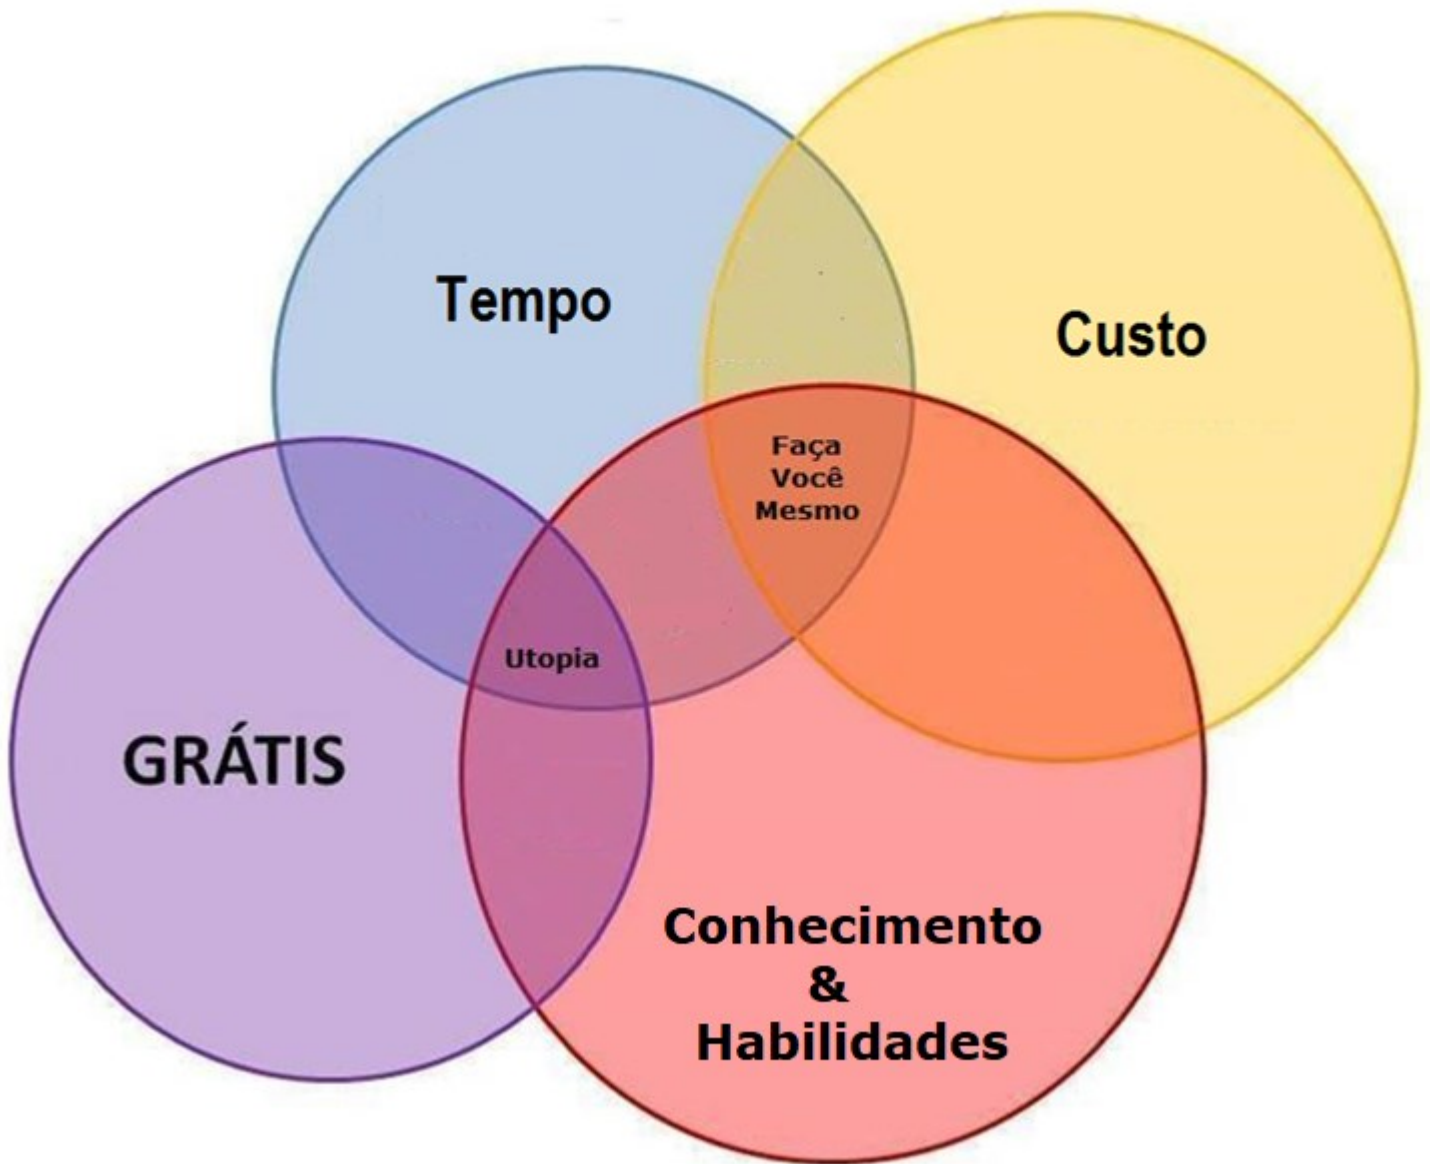 Tempo
Custo
Faça
Você
Mesmo
Utopia
GRÁTIS
Conhecimento
&
Habilidades